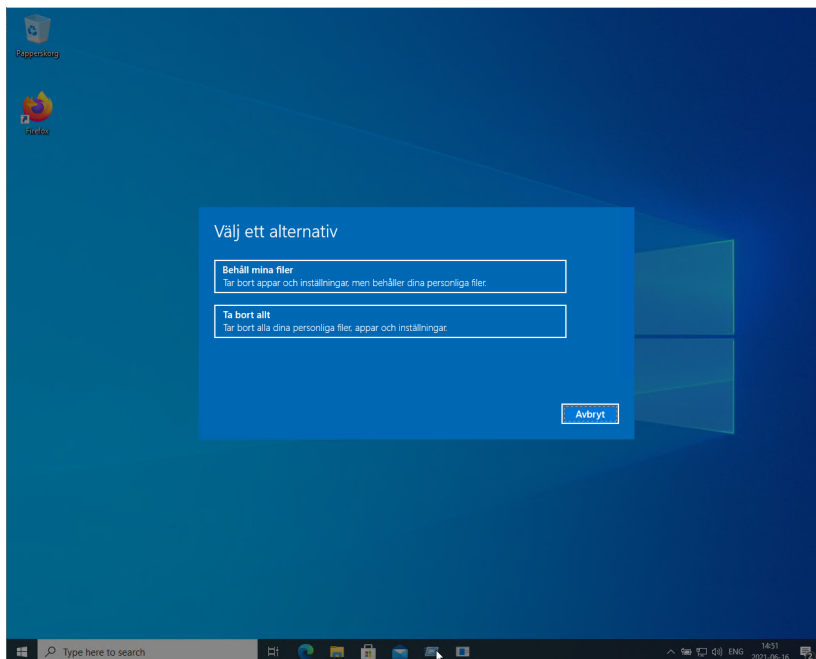 Papperskorg
Firefox
Välj ett alternativ
Behåll mina filer
Tar bort appar och inställningar, men behåller dina personliga filer.
Ta bort allt
Tar bort alla dina personliga filer, appar och inställningar.
Avbryt
Type here to search
ENG
14:51
2021-06-16
2